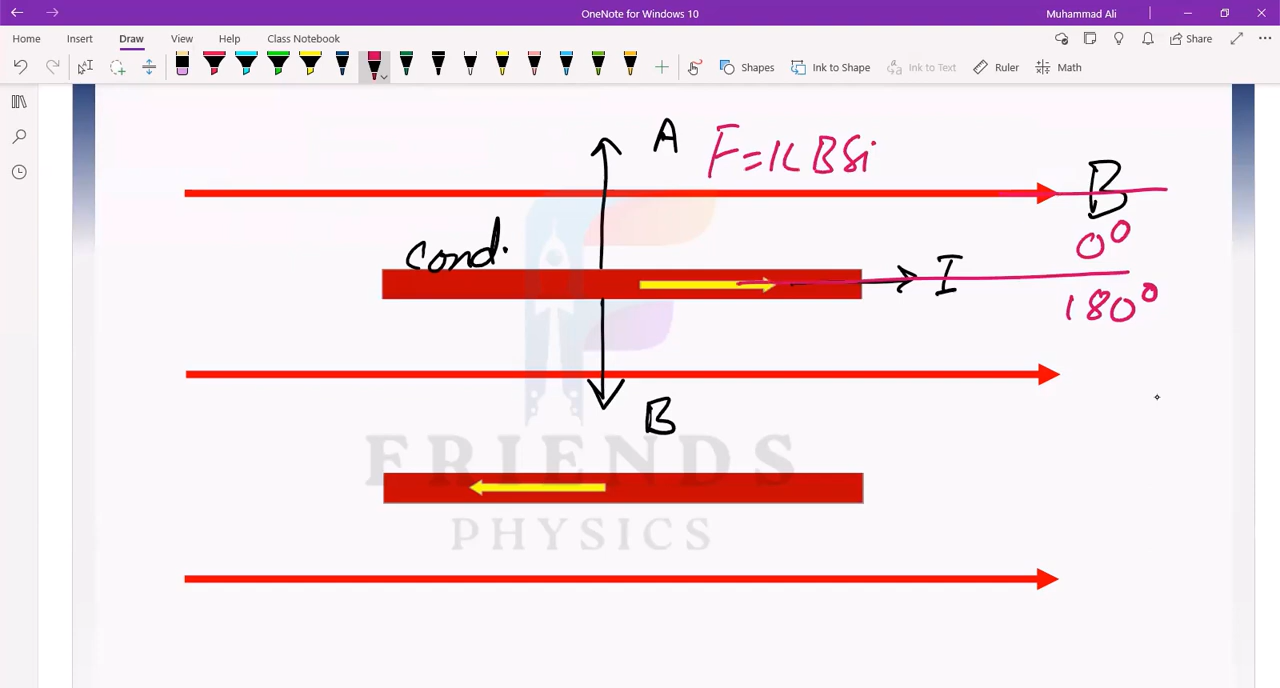 OneNote for Windows 10
Muhammad Ali
Home Insert Draw View Help Class Notebook Share
Shapes Ink to Shape Ink to Text Ruler Math
A F=ILBSi
B
cond. 0°
I
180°
B
FRIENDS
PHYSICS